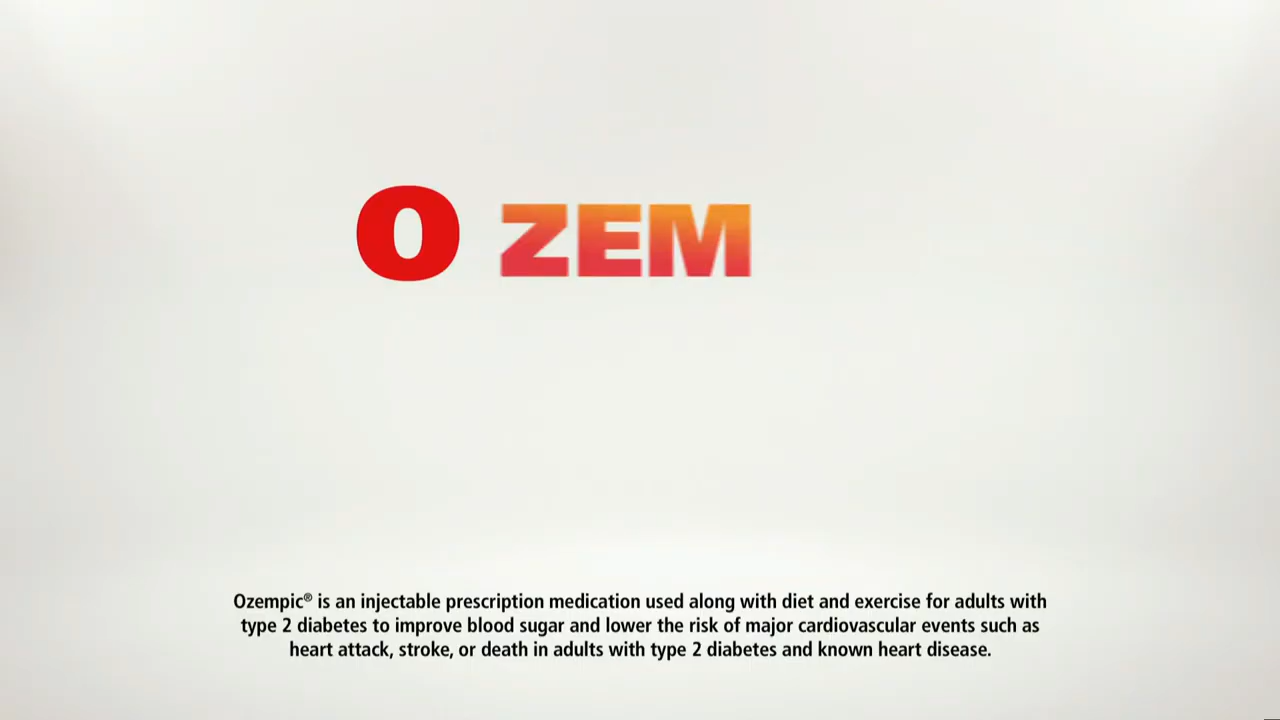 O ZEM
Ozempic® is an injectable prescription medication used along with diet and exercise for adults with
type 2 diabetes to improve blood sugar and lower the risk of major cardiovascular events such as
heart attack, stroke, or death in adults with type 2 diabetes and known heart disease.